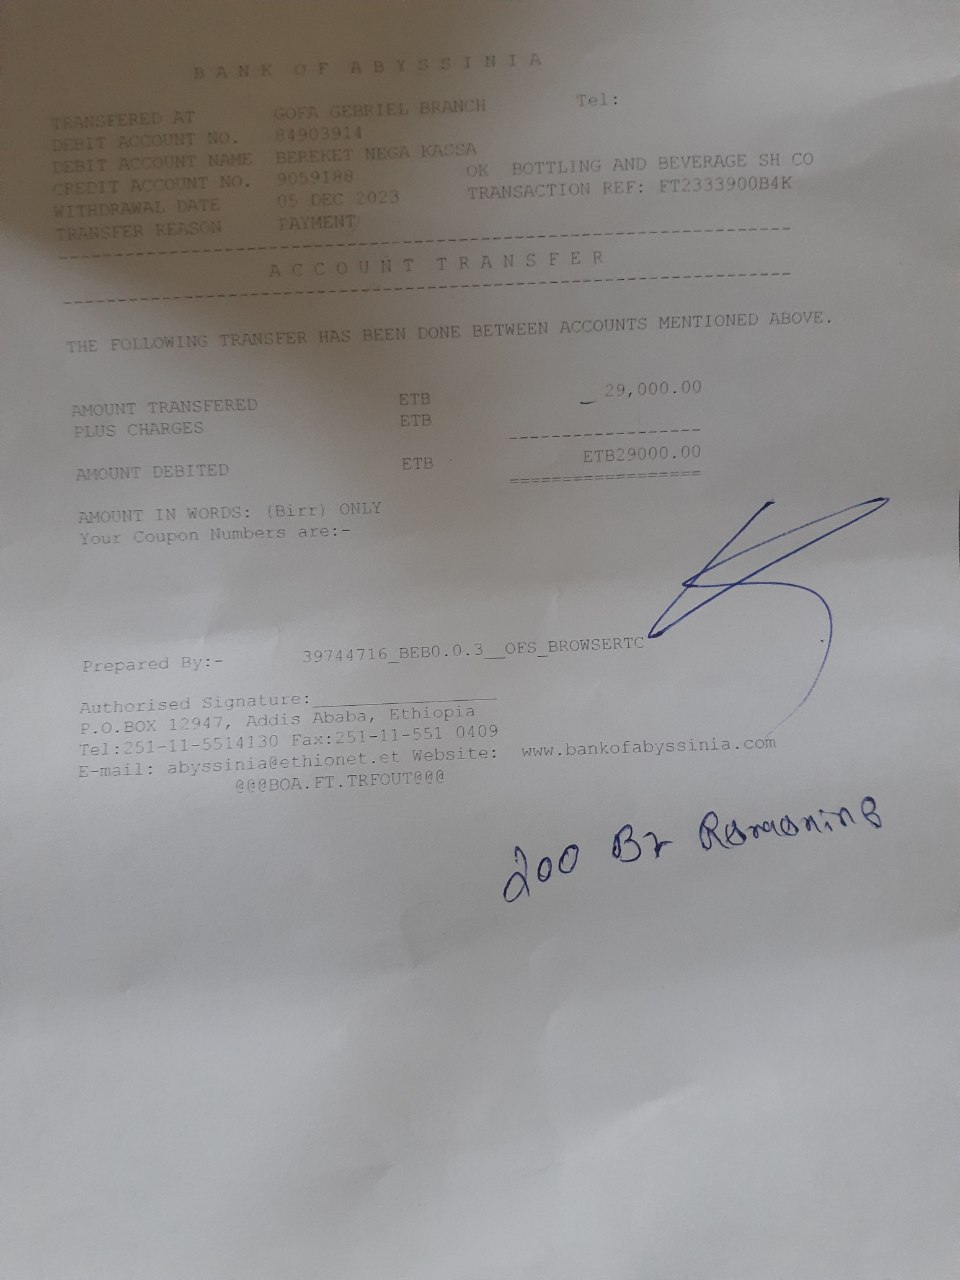 BANK OF ABYSSINIA
TRANSFERED AT GOFA GEBRIEL BRANCH Tel:
DEBIT ACCOUNT NO. 84903914
DEBIT ACCOUNT NAME BEREKET NEGA KASSA
CREDIT ACCOUNT NO. 9059188 OK BOTTLING AND BEVERAGE SH CO
WITHDRAWAL DATE 05 DEC 2023 TRANSACTION REF: FT2333900B4K
TRANSFER REASON PAYMENT
ACCOUNT TRANSFER
THE FOLLOWING TRANSFER HAS BEEN DONE BETWEEN ACCOUNTS MENTIONED ABOVE.
AMOUNT TRANSFERED ETB 29,000.00
PLUS CHARGES ETB
AMOUNT DEBITED ETB ETB29000.00
AMOUNT IN WORDS: (Birr) ONLY
Your Coupon Numbers are:-
Prepared By:- 39744716_BEB0.0.3__OFS_BROWSERTC
Authorised Signature:
P.O.BOX 12947, Addis Ababa, Ethiopia
Tel:251-11-5514130 Fax:251-11-551 0409
E-mail: abyssinia@ethionet.et Website: www.bankofabyssinia.com
@@@BOA.FT.TRFOUT@@@
200 Br